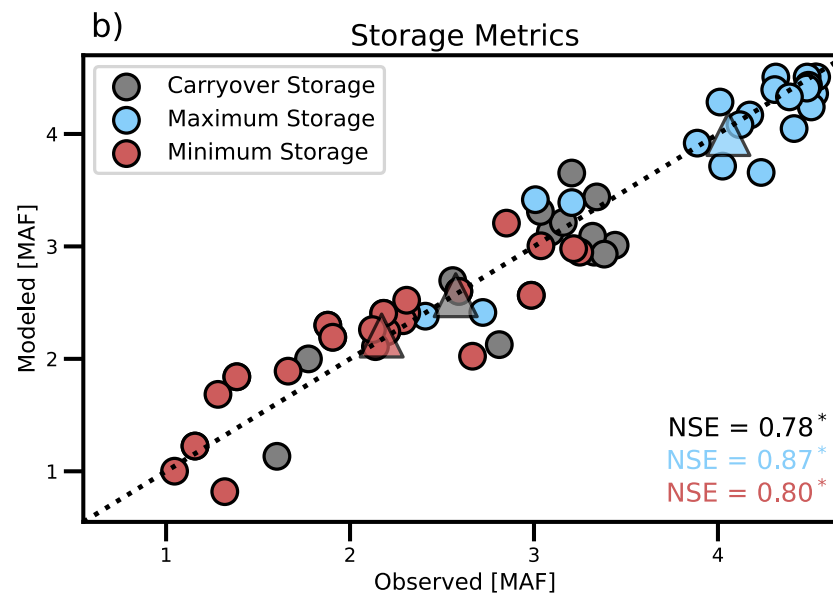 b)
Storage Metrics
Carryover Storage
Maximum Storage
Minimum Storage
Modeled [MAF]
4
3
2
1
NSE = 0.78*
NSE = 0.87*
NSE = 0.80*
1 2 3 4
Observed [MAF]